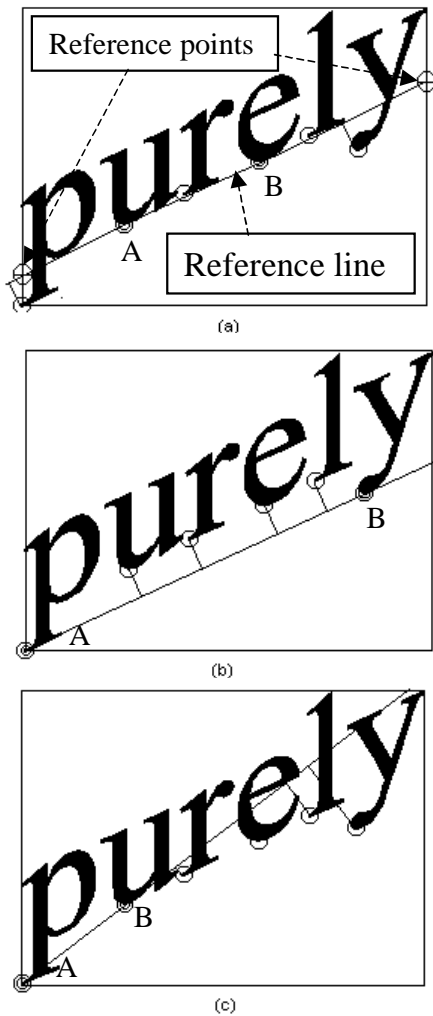 Reference points
purely
A
B
Reference line
(a)
purely
A
B
(b)
purely
A
B
(c)